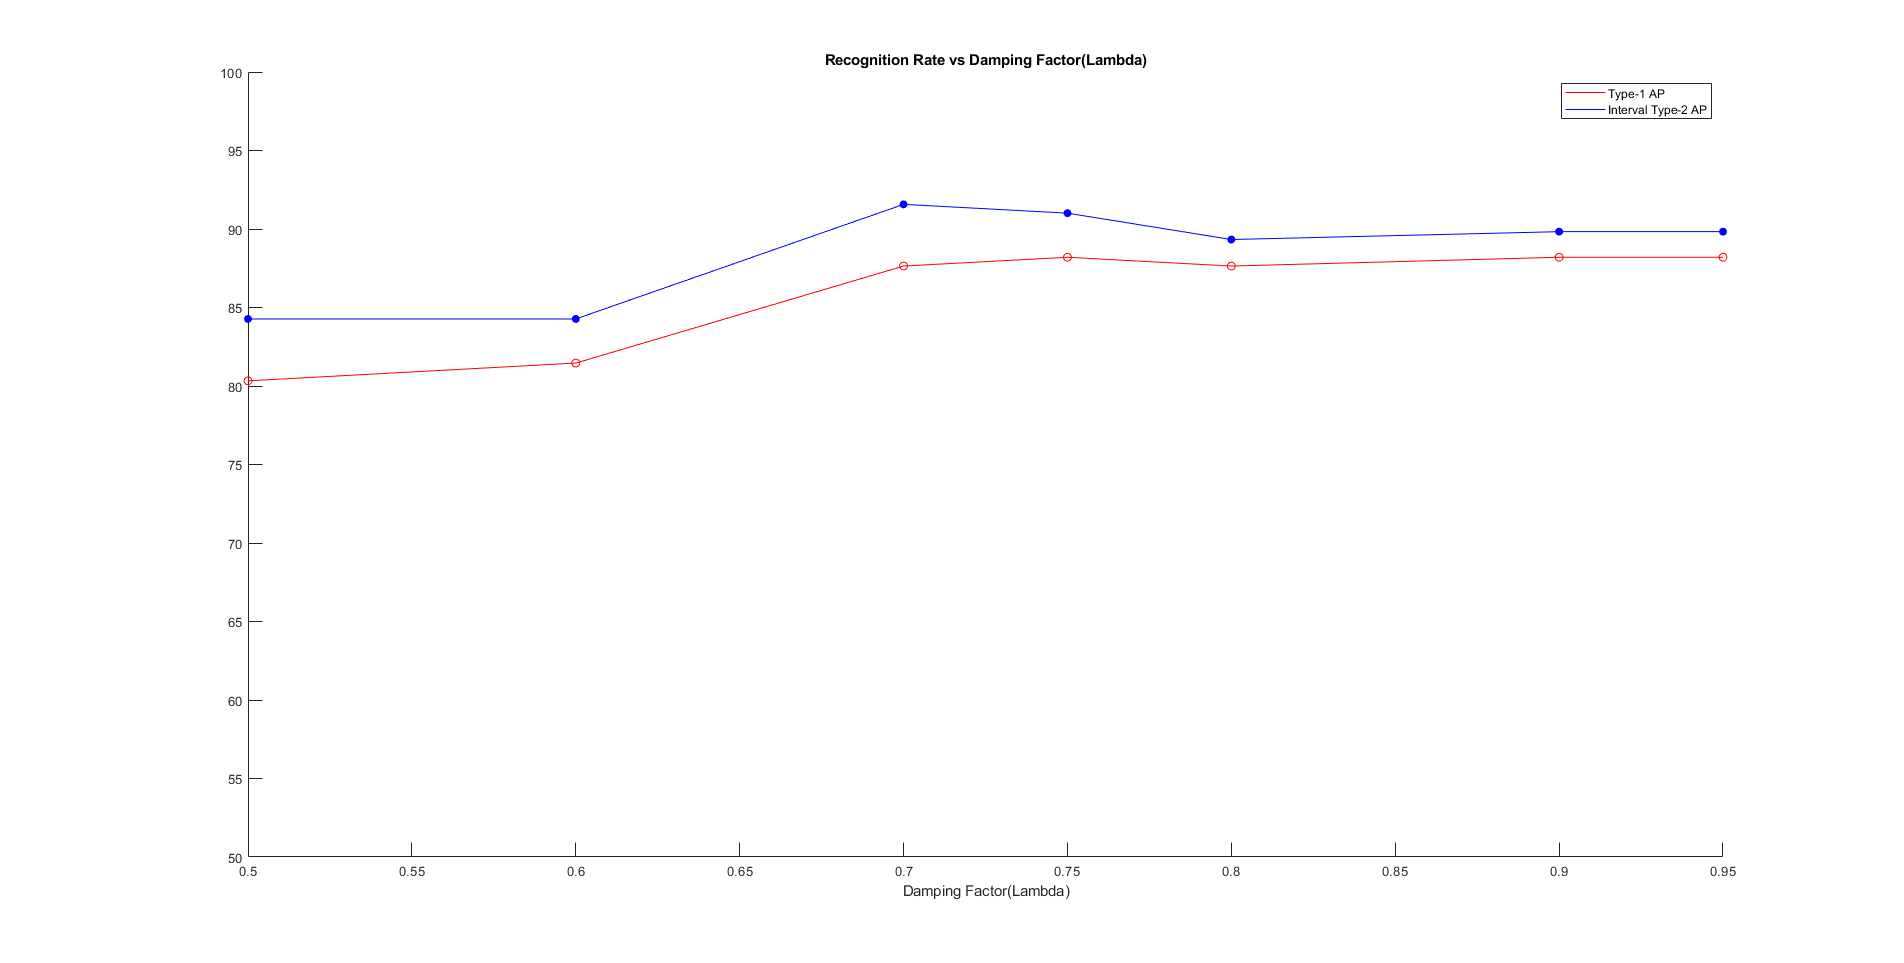 Recognition Rate vs Damping Factor(Lambda)
Type-1 AP
Interval Type-2 AP
100
95
90
85
80
75
70
65
60
55
50
0.5 0.55 0.6 0.65 0.7 0.75 0.8 0.85 0.9 0.95
Damping Factor(Lambda)